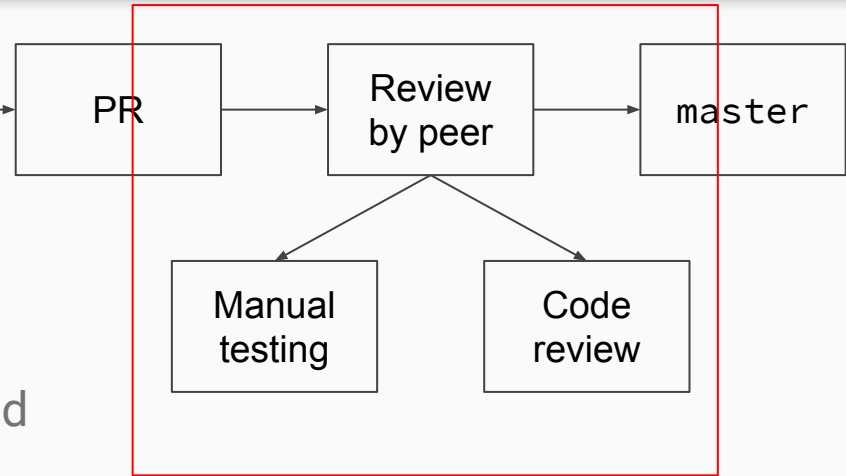 PR
Review
by peer
master
Manual
testing
Code
review
d